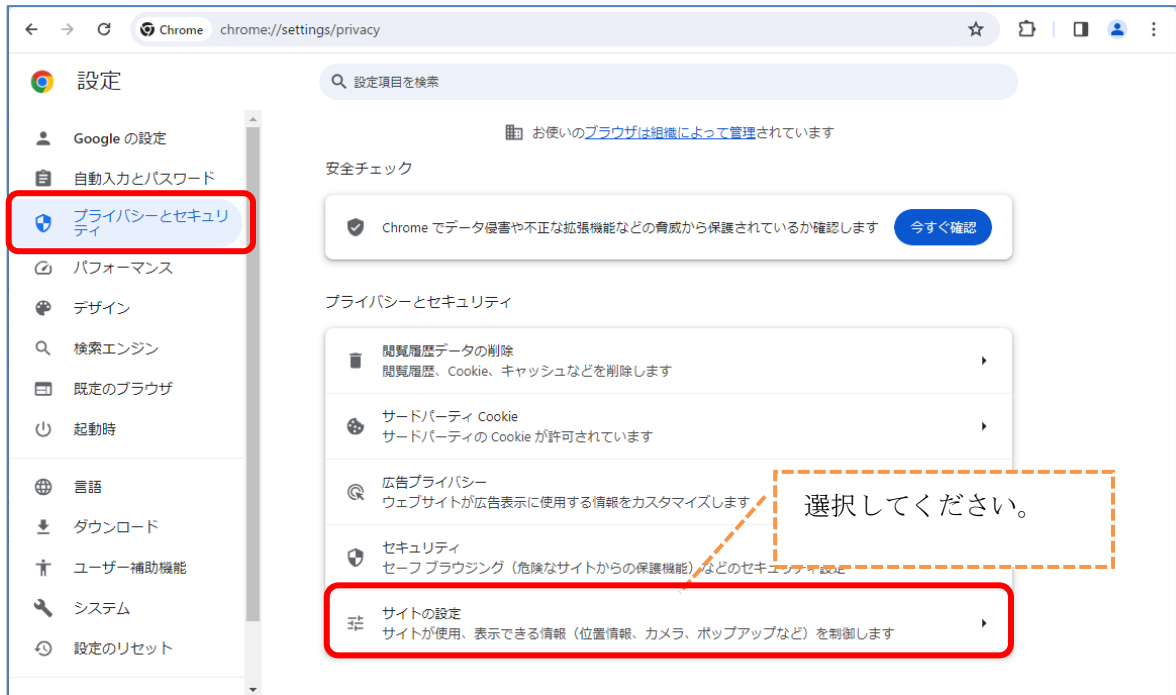 Chrome chrome://settings/privacy
設定
設定項目を検索
Google の設定
自動入力とパスワード
プライバシーとセキュリ
ティ
パフォーマンス
デザイン
検索エンジン
既定のブラウザ
起動時
言語
ダウンロード
ユーザー補助機能
システム
設定のリセット
お使いのブラウザは組織によって管理されています
安全チェック
Chrome でデータ侵害や不正な拡張機能などの脅威から保護されているか確認します
今すぐ確認
プライバシーとセキュリティ
閲覧履歴データの削除
閲覧履歴、Cookie、キャッシュなどを削除します
サードパーティ Cookie
サードパーティの Cookie が許可されています
広告プライバシー
ウェブサイトが広告表示に使用する情報をカスタマイズします
選択してください。
セキュリティ
セーフ ブラウジング（危険なサイトからの保護機能）などのセキュリティ設定
サイトの設定
サイトが使用、表示できる情報（位置情報、カメラ、ポップアップなど）を制御します